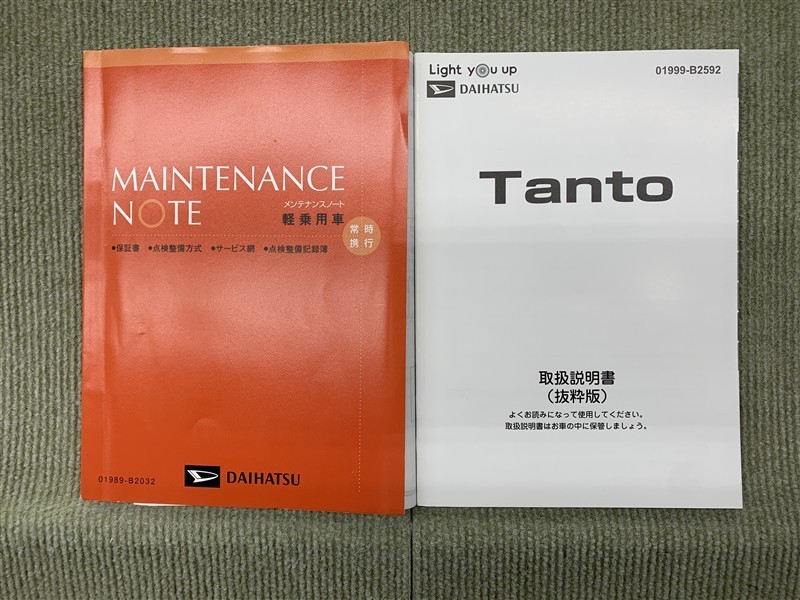 MAINTENANCE
NOTE
メンテナンスノート
軽乗用車
常時
携行
●保証書 ●点検整備方式 ●サービス網 ●点検整備記録簿
01989-B2032
DAIHATSU
Light you up
01999-B2592
DAIHATSU
Tanto
取扱説明書
（抜粋版）
よくお読みになって使用してください。
取扱説明書はお車の中に保管しましょう。